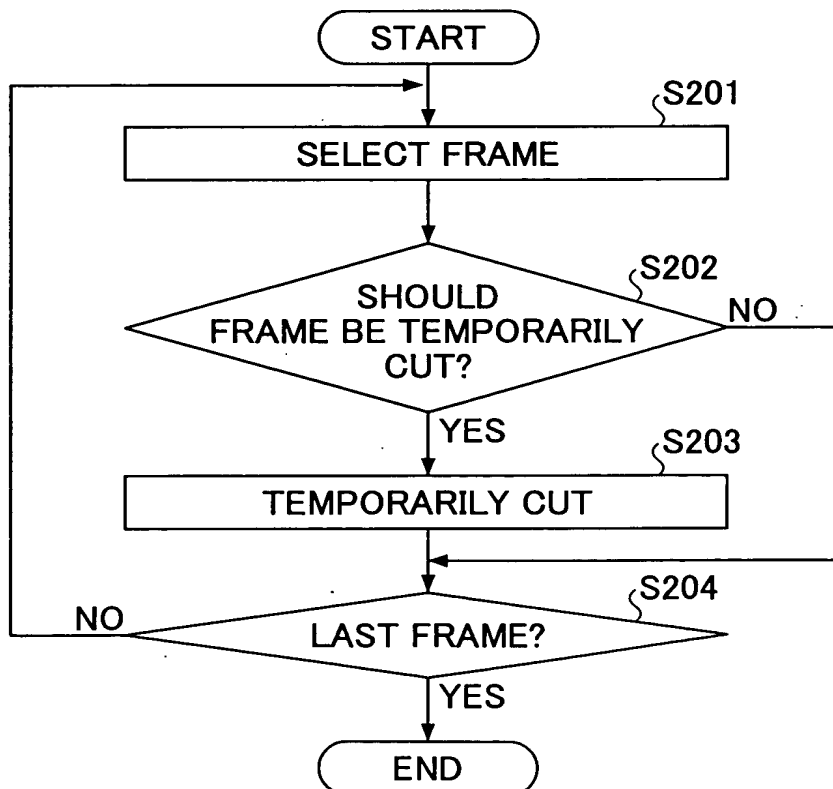 START
S201
SELECT FRAME
S202
SHOULD
FRAME BE TEMPORARILY
CUT?
NO
YES
S203
TEMPORARILY CUT
S204
NO
LAST FRAME?
YES
END